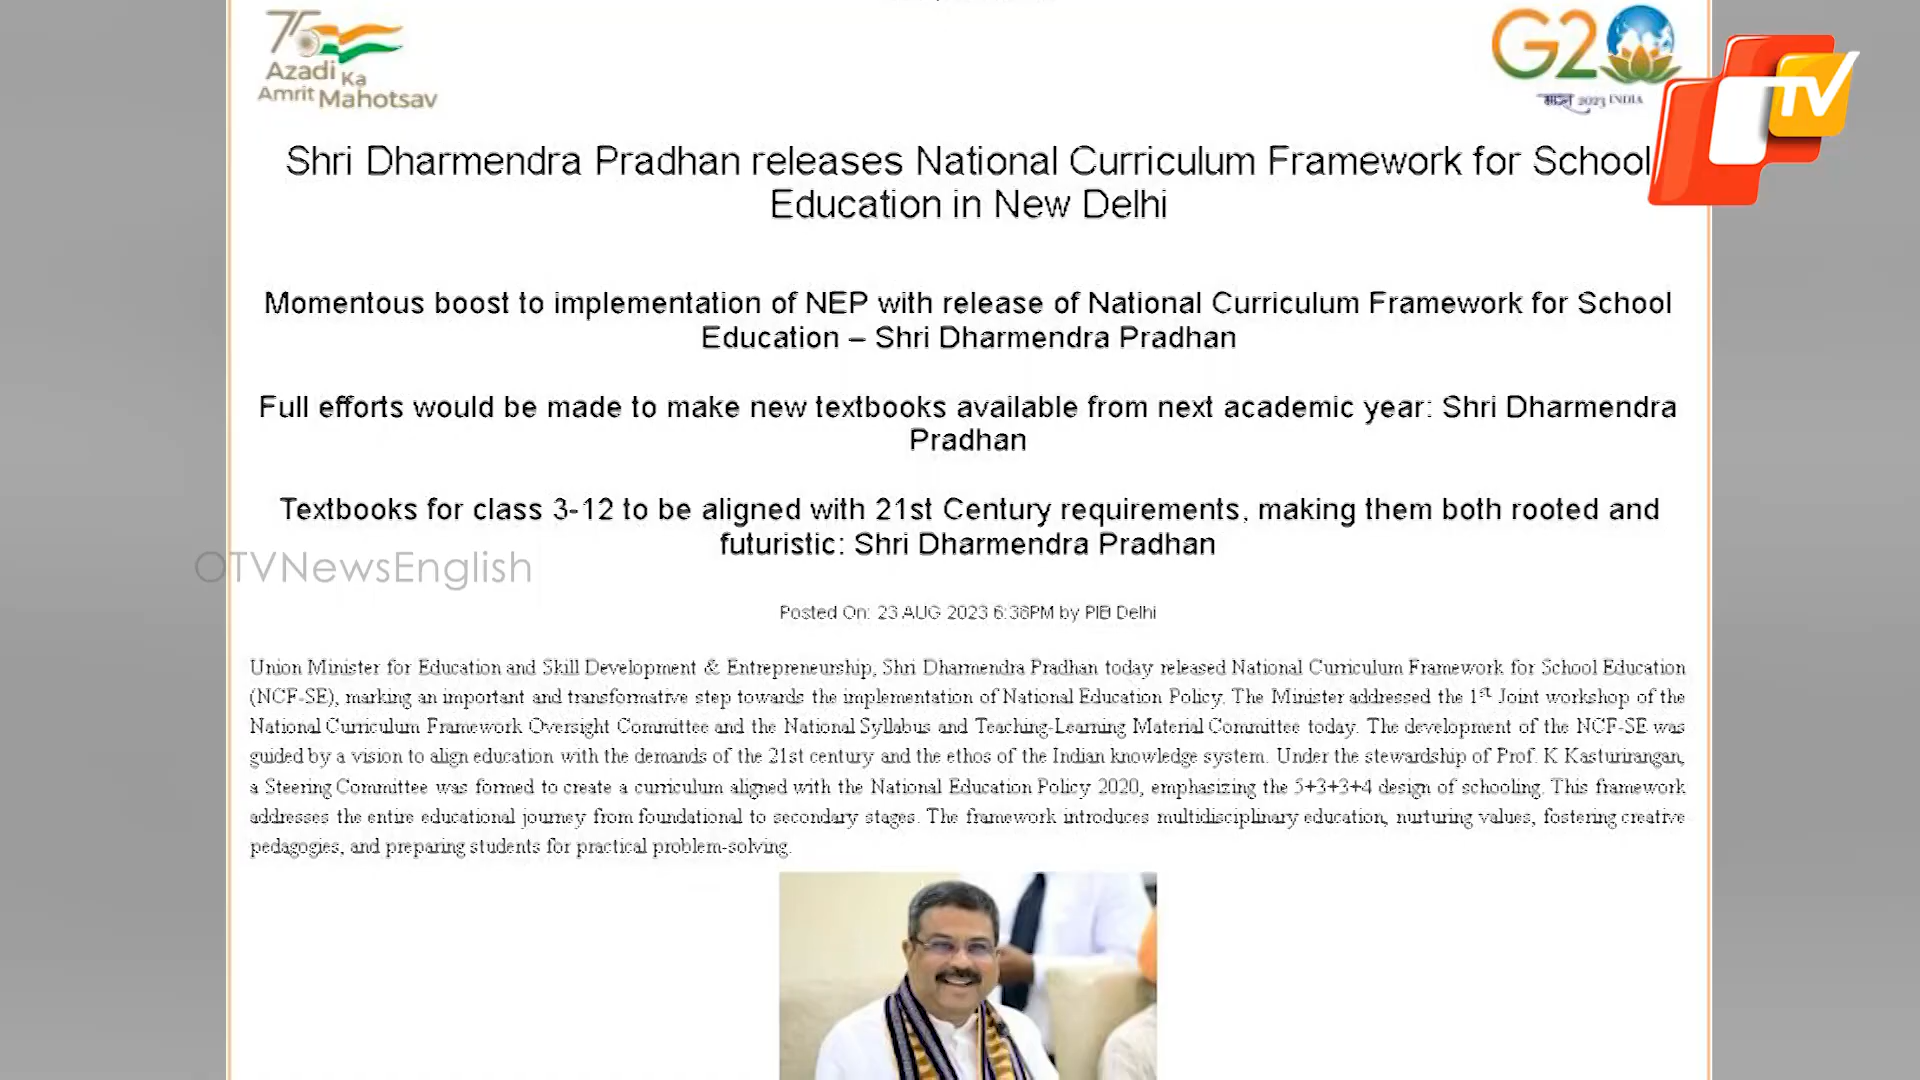 75
Azadi Ka
Amrit Mahotsav
G20
भारत 2023 INDIA
TV
Shri Dharmendra Pradhan releases National Curriculum Framework for School
Education in New Delhi
Momentous boost to implementation of NEP with release of National Curriculum Framework for School
Education – Shri Dharmendra Pradhan
Full efforts would be made to make new textbooks available from next academic year: Shri Dharmendra
Pradhan
Textbooks for class 3-12 to be aligned with 21st Century requirements, making them both rooted and
futuristic: Shri Dharmendra Pradhan
OTVNewsEnglish
Posted On: 23 AUG 2023 6:36PM by PIB Delhi
Union Minister for Education and Skill Development & Entrepreneurship, Shri Dharmendra Pradhan today released National Curriculum Framework for School Education
(NCF-SE), marking an important and transformative step towards the implementation of National Education Policy. The Minister addressed the 1st Joint workshop of the
National Curriculum Framework Oversight Committee and the National Syllabus and Teaching-Learning Material Committee today. The development of the NCF-SE was
guided by a vision to align education with the demands of the 21st century and the ethos of the Indian knowledge system. Under the stewardship of Prof. K Kasturirangan,
a Steering Committee was formed to create a curriculum aligned with the National Education Policy 2020, emphasizing the 5+3+3+4 design of schooling. This framework
addresses the entire educational journey from foundational to secondary stages. The framework introduces multidisciplinary education, nurturing values, fostering creative
pedagogies, and preparing students for practical problem-solving.